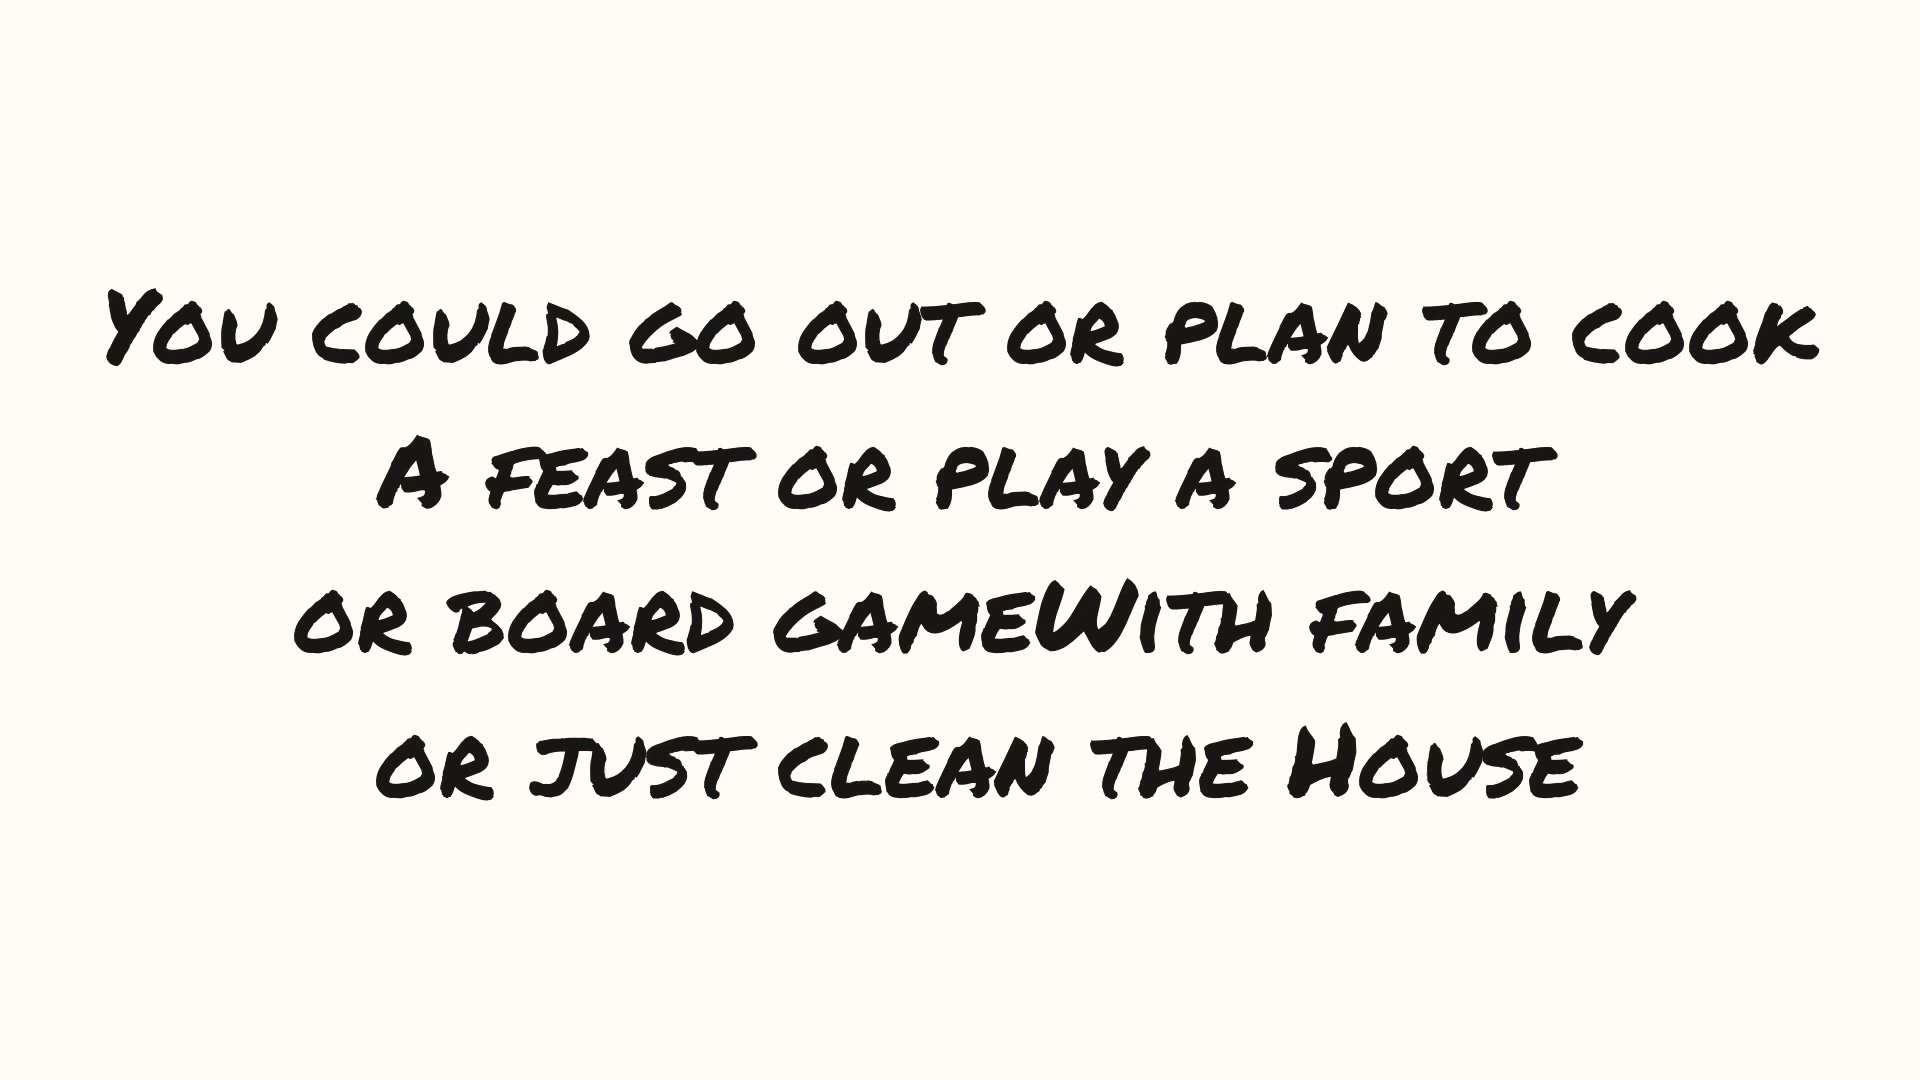 You could go out or plan to cook
A feast or play a sport
or board gameWith family
or just clean the House